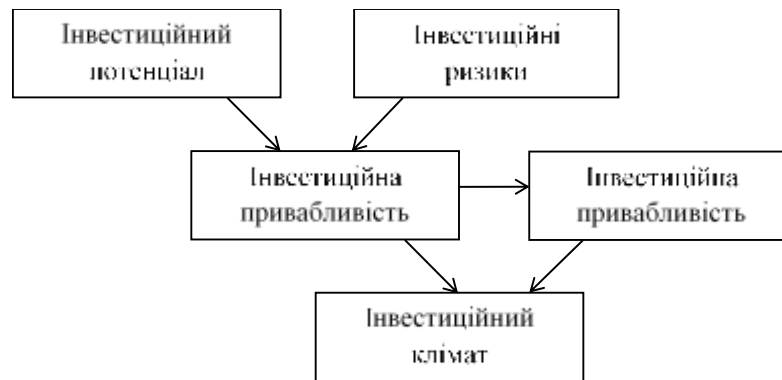 Інвестиційний
потенціал
Інвестиційні
ризики
Інвестиційна
привабливість
Інвестиційна
привабливість
Інвестиційний
клімат